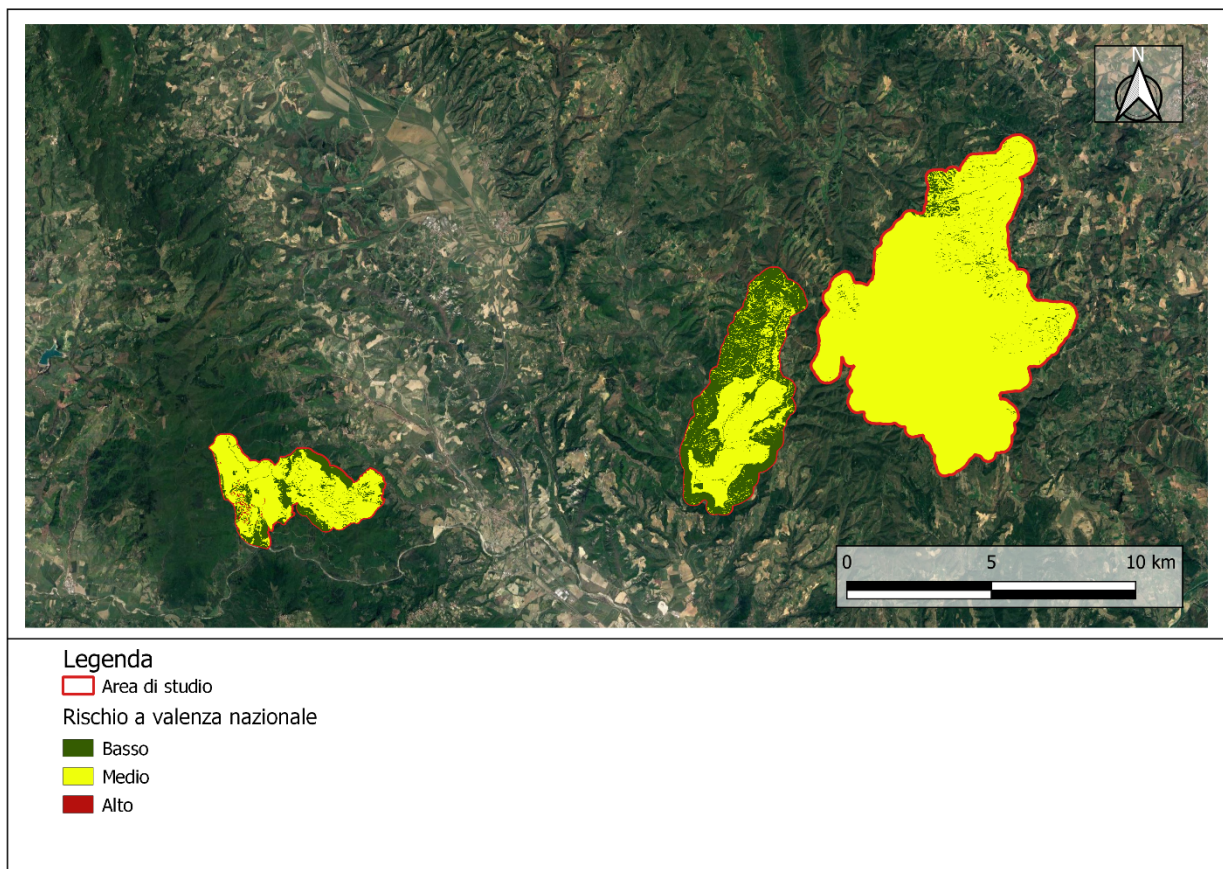 N
0 5 10 km
Legenda
Area di studio
Rischio a valenza nazionale
Basso
Medio
Alto